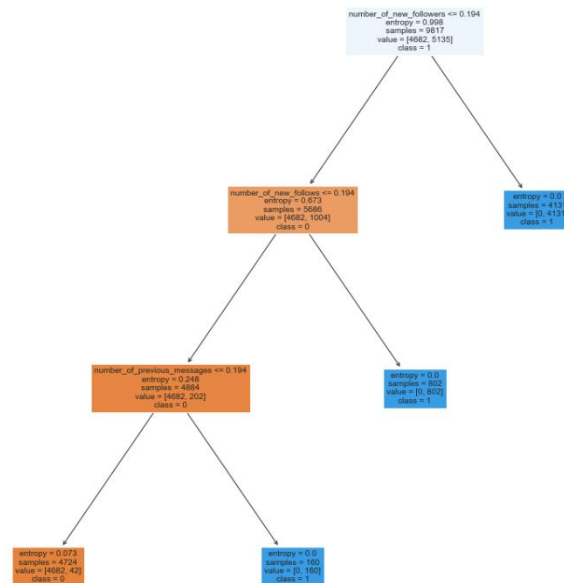 number_of_new_followers <= 0.194
entropy = 0.998
samples = 9817
value = [4682, 5135]
class = 1
number_of_new_follows <= 0.194
entropy = 0.673
samples = 5686
value = [4682, 1004]
class = 0
entropy = 0.0
samples = 4131
value = [0, 4131]
class = 1
number_of_previous_messages <= 0.194
entropy = 0.248
samples = 4884
value = [4682, 202]
class = 0
entropy = 0.0
samples = 802
value = [0, 802]
class = 1
entropy = 0.073
samples = 4724
value = [4682, 42]
class = 0
entropy = 0.0
samples = 160
value = [0, 160]
class = 1